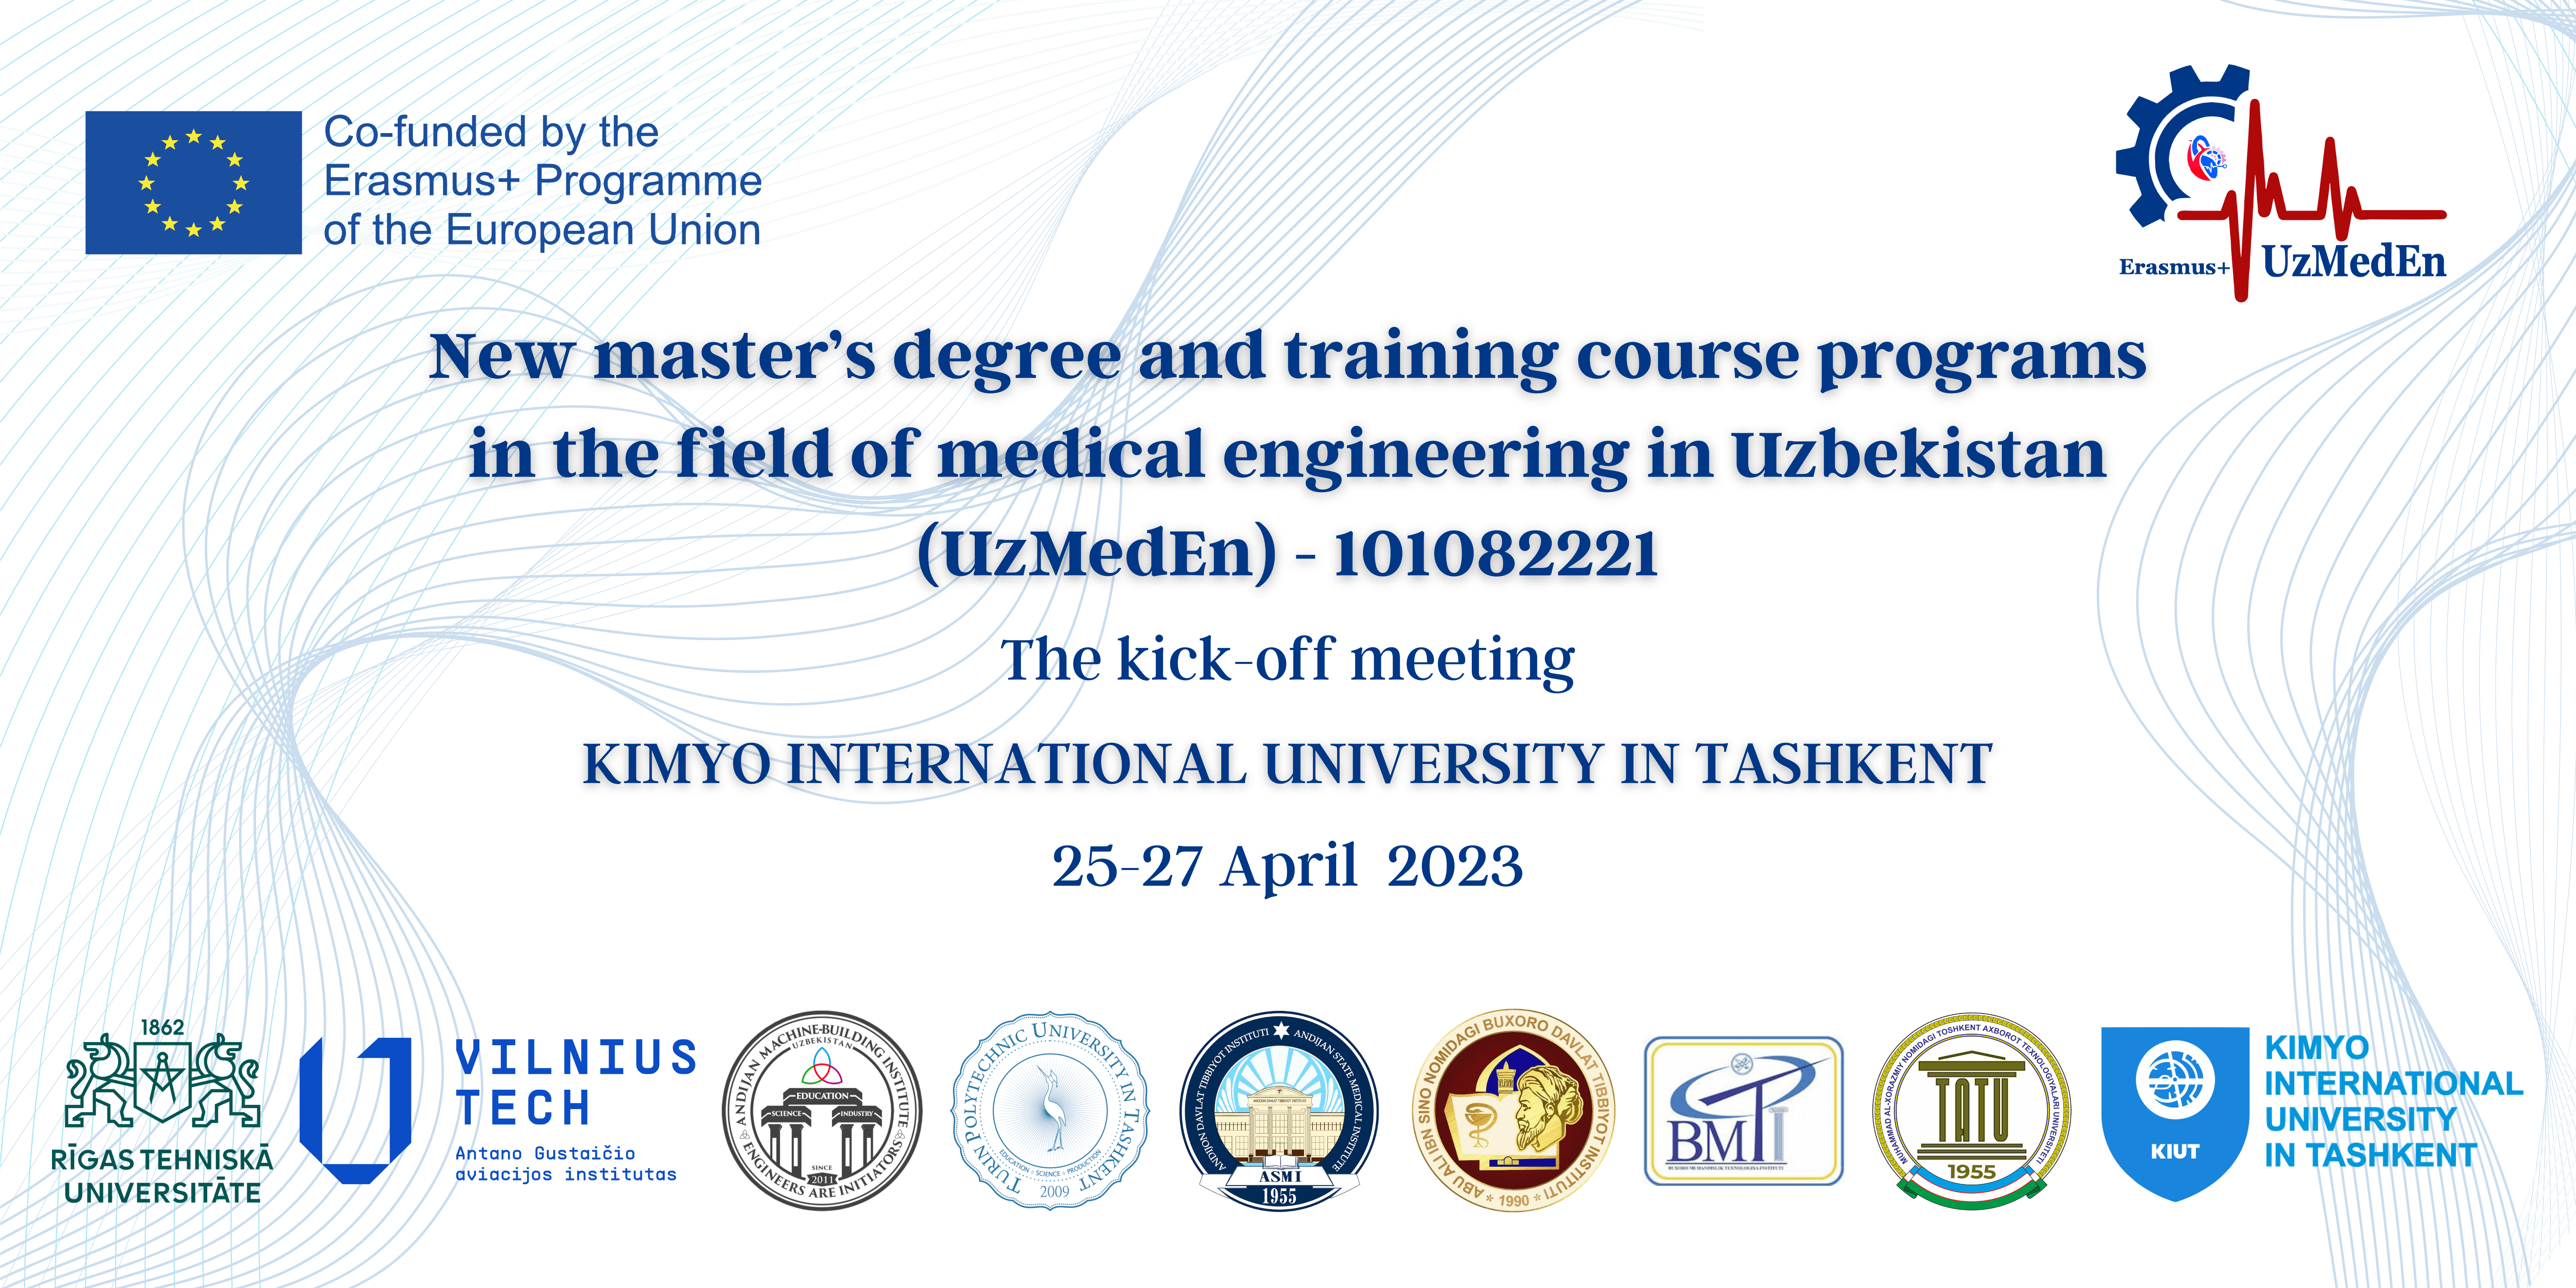 Co-funded by the
Erasmus+ Programme
of the European Union
Erasmus+
UzMedEn
New master's degree and training course programs
in the field of medical engineering in Uzbekistan
(UzMedEn) - 101082221
The kick-off meeting
KIMYO INTERNATIONAL UNIVERSITY IN TASHKENT
25-27 April 2023
1862
RĪGAS TEHNISKĀ
UNIVERSITĀTE
VILNIUS
TECH
Antano Gustaičio
aviacijos institutas
ANDIJAN MACHINE-BUILDING INSTITUTE
UZBEKISTAN
EDUCATION
SCIENCE
INDUSTRY
SINCE
2011
ENGINEERS ARE INITIATORS
TURIN POLYTECHNIC UNIVERSITY IN TASHKENT
EDUCATION SCIENCE PRODUCTION
2009
ANDIJON DAVLAT TIBBIYOT INSTITUTI
ANDIJAN STATE MEDICAL INSTITUTE
ANDIJON DAVLAT TIBBIYOT INSTITUTI
ASMI
1955
ABU ALI IBN SINO NOMIDAGI BUXORO DAVLAT TIBBIYOT INSTITUTI
* 1990 *
BMTI
BUXORO MUHANDISLIK TEXNOLOGIYA INSTITUTI
MUHAMMAD AL-XORAZMIY NOMIDAGI TOSHKENT AXBOROT TEXNOLOGIYALARI UNIVERSITETI
TATU
1955
KIUT
KIMYO
INTERNATIONAL
UNIVERSITY
IN TASHKENT